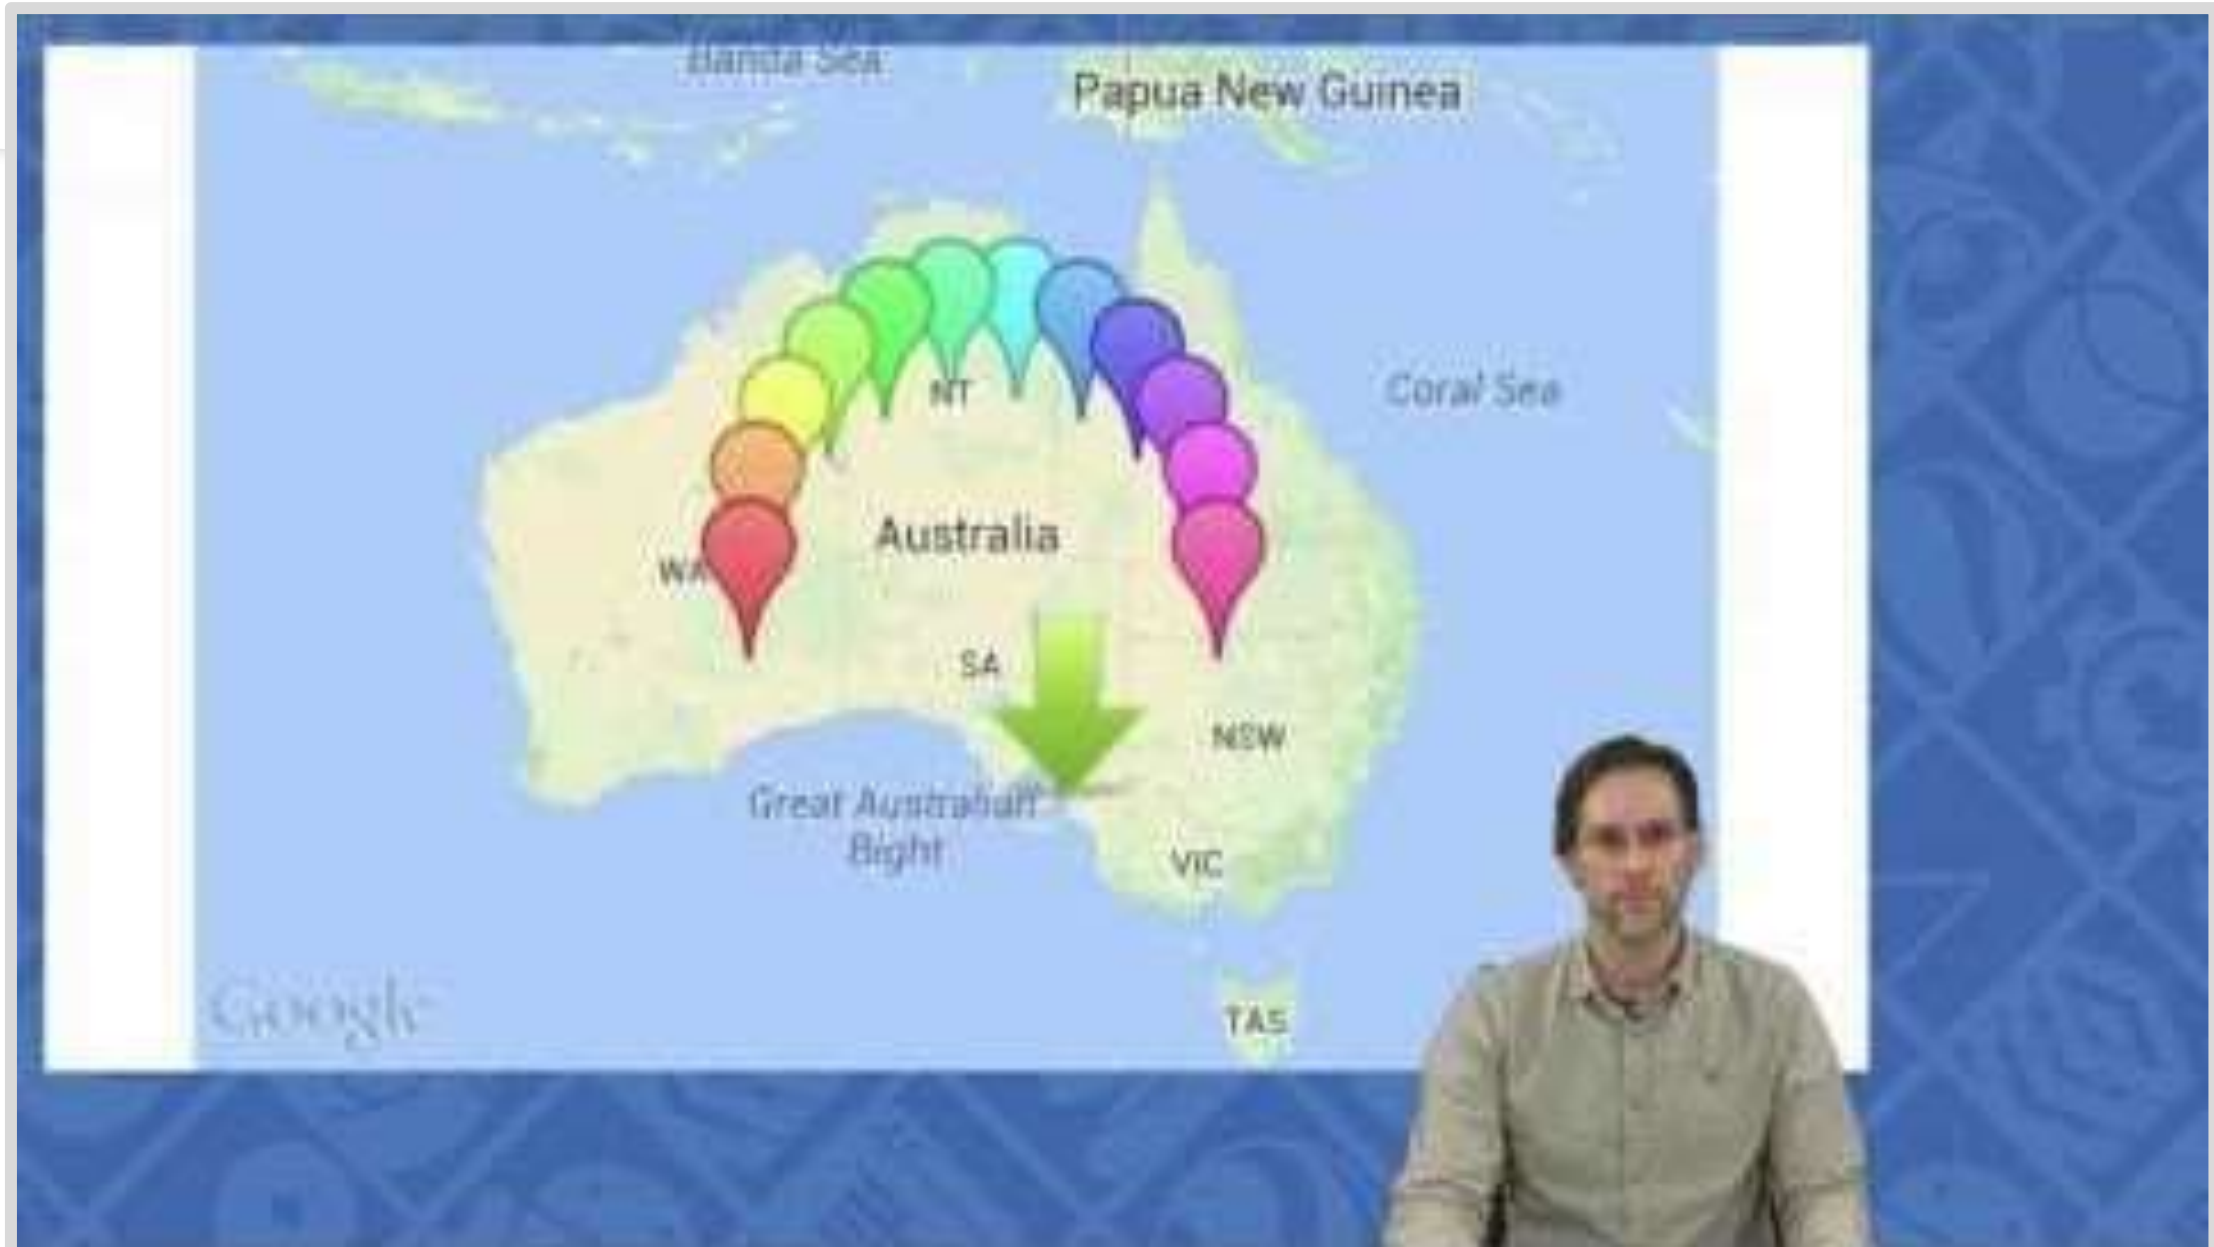 Banda Sea
Papua New Guinea
Coral Sea
NT
Australia
WA
SA
NSW
Great Australian
Bight
VIC
TAS
Google